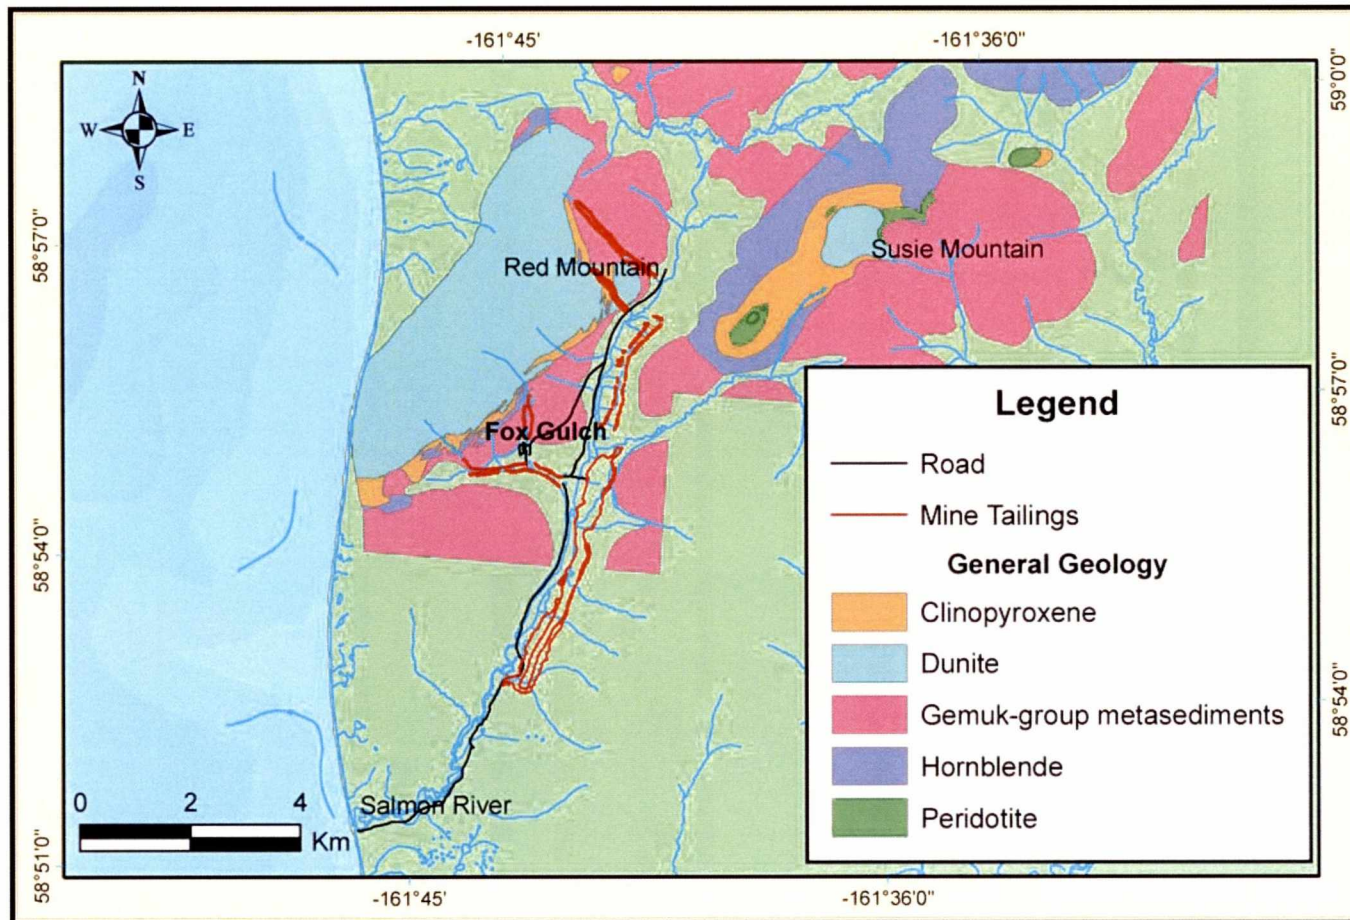 -161°45' -161°36'0"
59°0'0"
N
W E
S
58°57'0"
Red Mountain
Susie Mountain
58°57'0"
Fox Gulch
Legend
Road
Mine Tailings
General Geology
Clinopyroxene
Dunite
Gemuk-group metasediments
Hornblende
Peridotite
58°54'0"
58°54'0"
0 2 4
Km
Salmon River
58°51'0"
-161°45' -161°36'0"